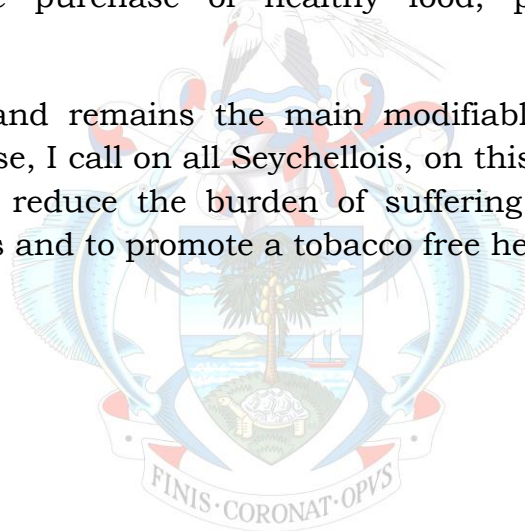 purchase of healthy food,
and remains the main modifiabl
se, I call on all Seychellois, on this
reduce the burden of suffering
s and to promote a tobacco free he
FINIS·CORONAT·OPVS